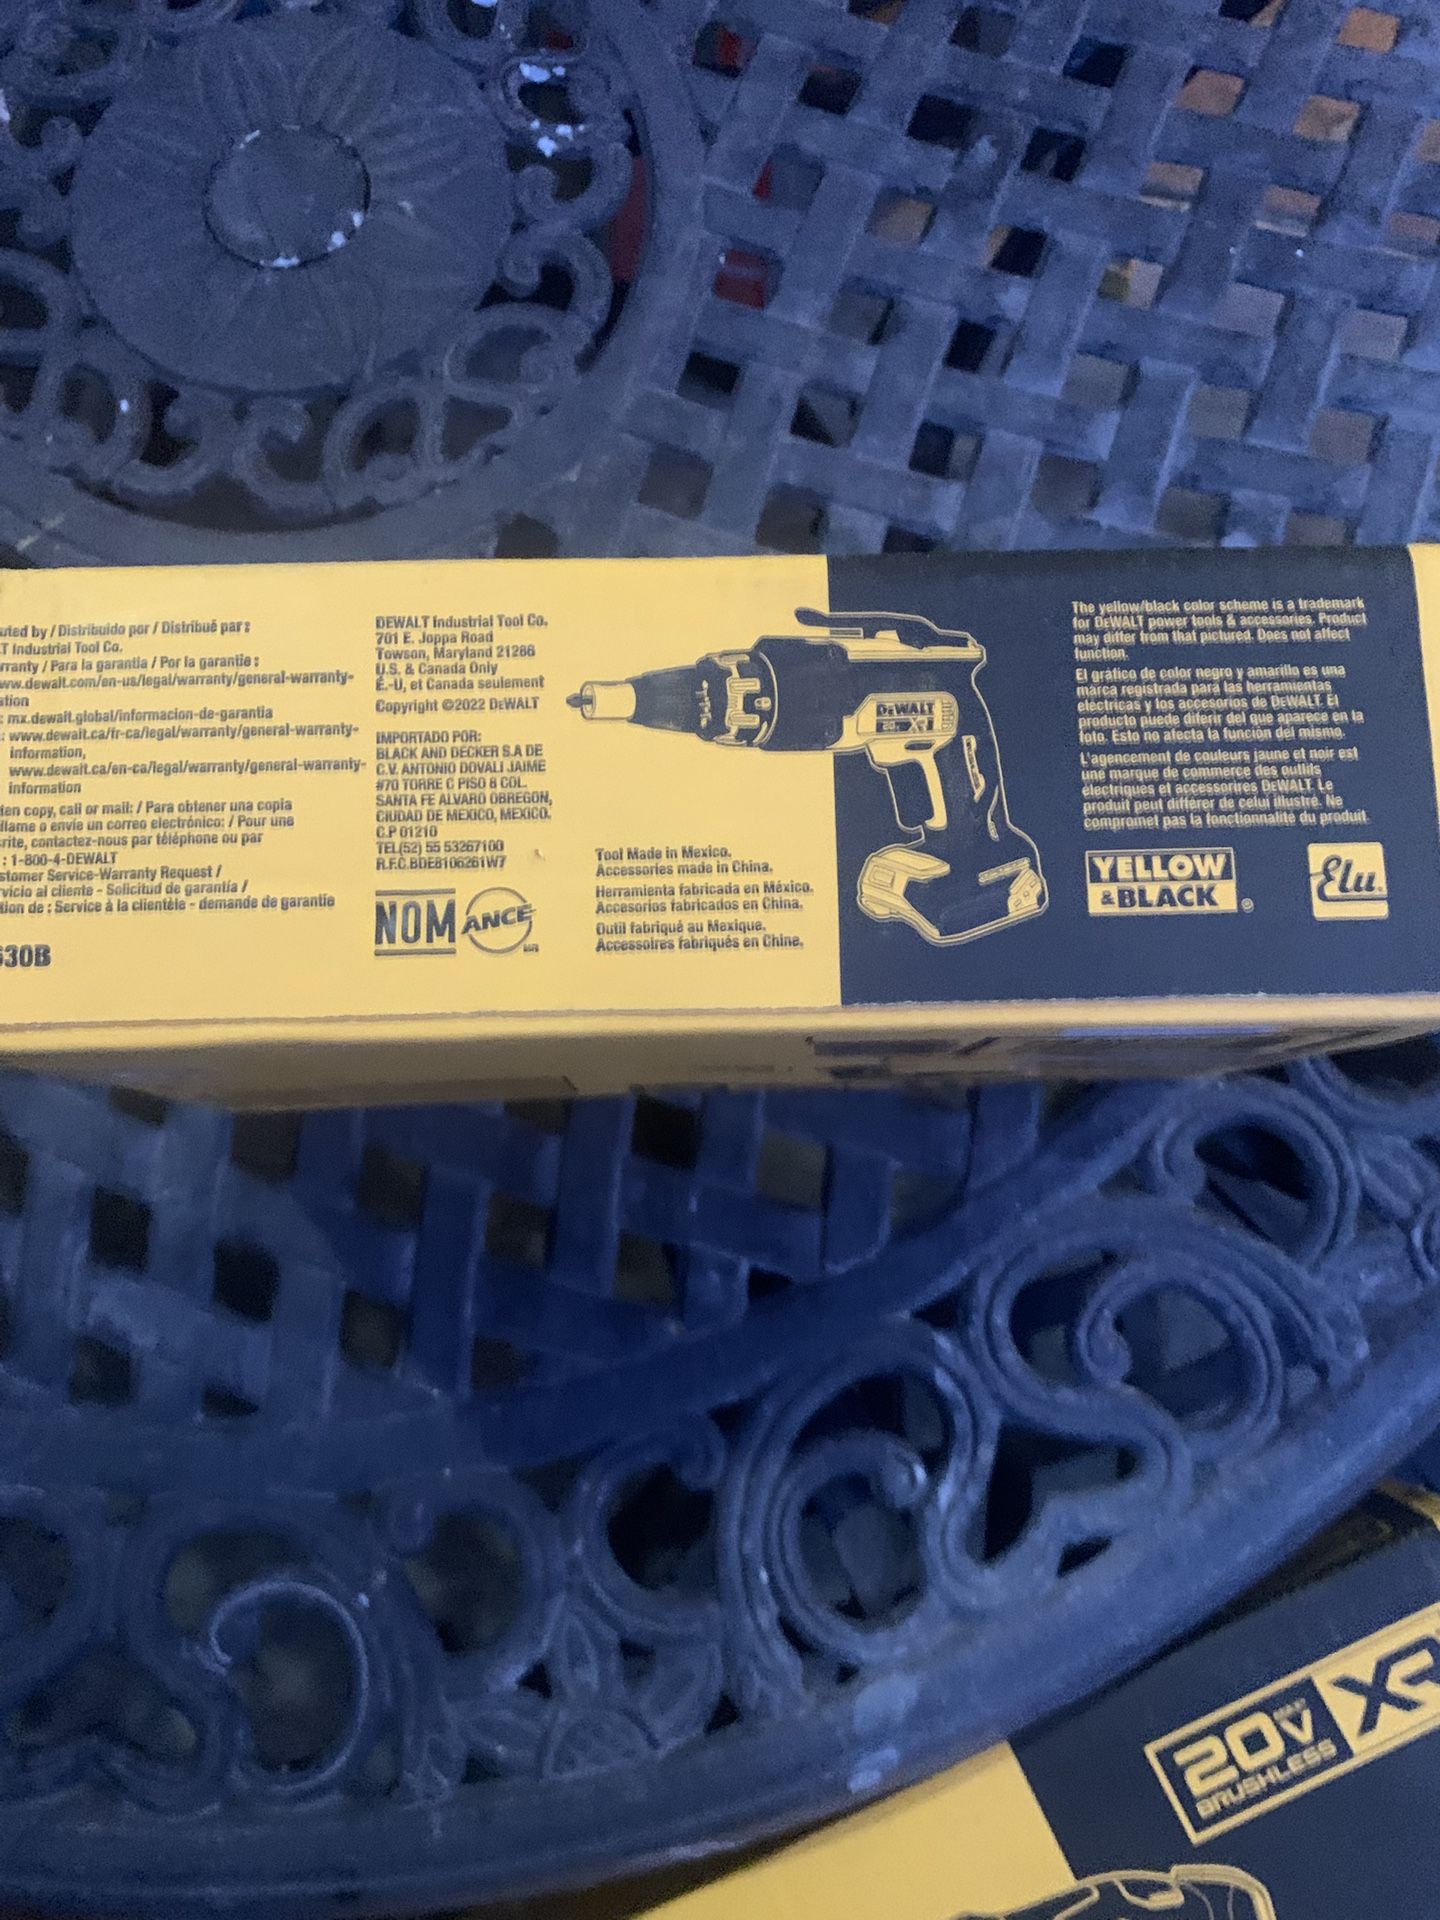 uted by / Distribuido por / Distribué par :
T Industrial Tool Co.
rranty / Para la garantia / Por la garantie :
ww.dewalt.com/en-us/legal/warranty/general-warranty-
ation
: mx.dewalt.global/informacion-de-garantia
: www.dewalt.ca/fr-ca/legal/warranty/general-warranty-
information,
www.dewalt.ca/en-ca/legal/warranty/general-warranty-
information
ten copy, call or mail: / Para obtener una copia
llame o envíe un correo electrónico: / Pour une
rite, contactez-nous par téléphone ou par
: 1-800-4-DEWALT
stomer Service-Warranty Request /
vicio al cliente - Solicitud de garantía /
tion de : Service à la clientèle - demande de garantie
630B
DEWALT Industrial Tool Co.
701 E. Joppa Road
Towson, Maryland 21286
U.S. & Canada Only
É.-U, et Canada seulement
Copyright ©2022 DEWALT
IMPORTADO POR:
BLACK AND DECKER S.A DE
C.V. ANTONIO DOVALI JAIME
#70 TORRE C PISO 8 COL.
SANTA FE ALVARO OBREGON,
CIUDAD DE MEXICO, MEXICO.
C.P 01210
TEL(52) 55 53267100
R.F.C.BDE8106261W7
NOM ANCE
Tool Made in Mexico.
Accessories made in China.
Herramienta fabricada en México.
Accesorios fabricados en China.
Outil fabriqué au Mexique.
Accessoires fabriqués en Chine.
DEWALT
20 XR
The yellow/black color scheme is a trademark
for DEWALT power tools & accessories. Product
may differ from that pictured. Does not affect
function.
El gráfico de color negro y amarillo es una
marca registrada para las herramientas
eléctricas y los accesorios de DEWALT. El
producto puede diferir del que aparece en la
foto. Esto no afecta la función del mismo.
L'agencement de couleurs jaune et noir est
une marque de commerce des outils
électriques et accessoires DEWALT. Le
produit peut différer de celui illustré. Ne
compromet pas la fonctionnalité du produit.
YELLOW
& BLACK ®
Elu.
20V MAX XR
BRUSHLESS